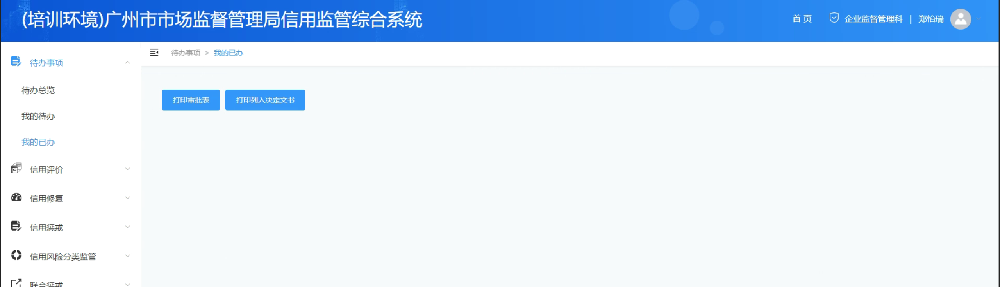 (培训环境)广州市市场监督管理局信用监管综合系统
首页 企业监督管理科 | 郑怡瑞
待办事项 > 我的已办
待办事项
待办总览
我的待办
我的已办
信用评价
信用修复
信用惩戒
信用风险分类监管
联合惩戒
打印审批表 打印列入决定文书